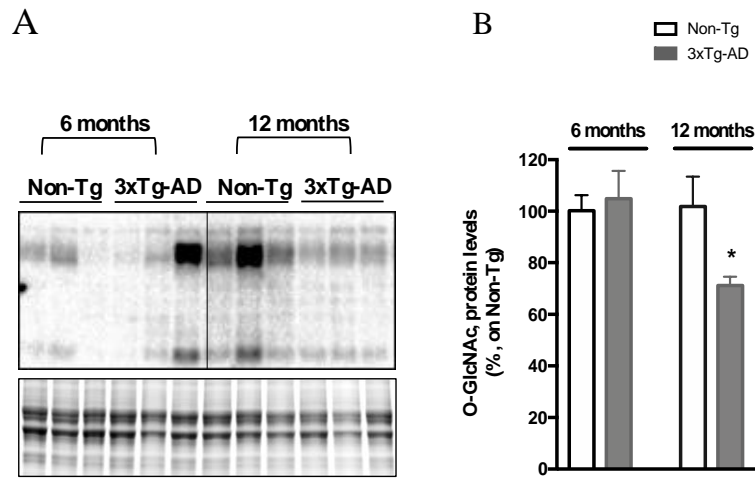 A
6 months
12 months
Non-Tg
3xTg-AD
Non-Tg
3xTg-AD
B
Non-Tg
3xTg-AD
6 months
12 months
O-GlcNAc, protein levels
(%, on Non-Tg)
120
100
80
60
40
20
0
*